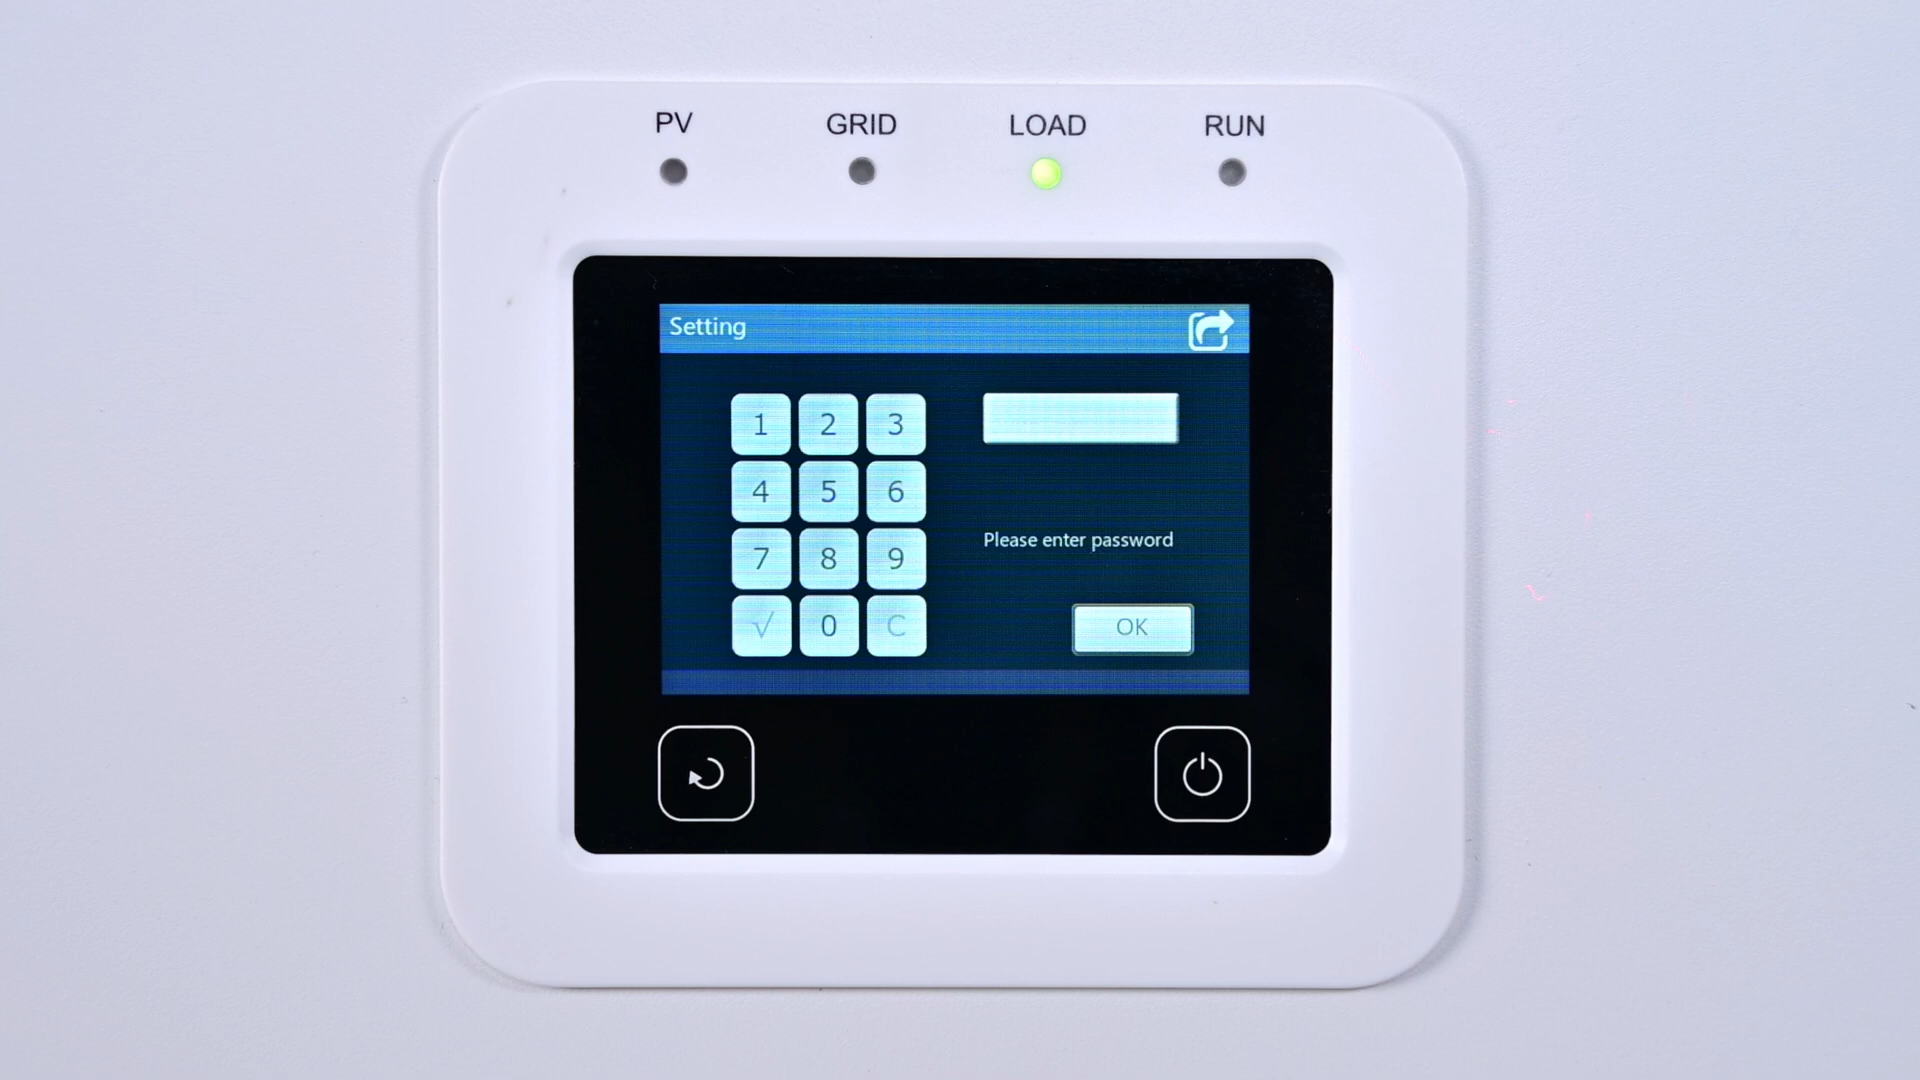 PV GRID LOAD RUN
Setting
1 2 3
4 5 6
Please enter password
7 8 9
√ 0 C
OK